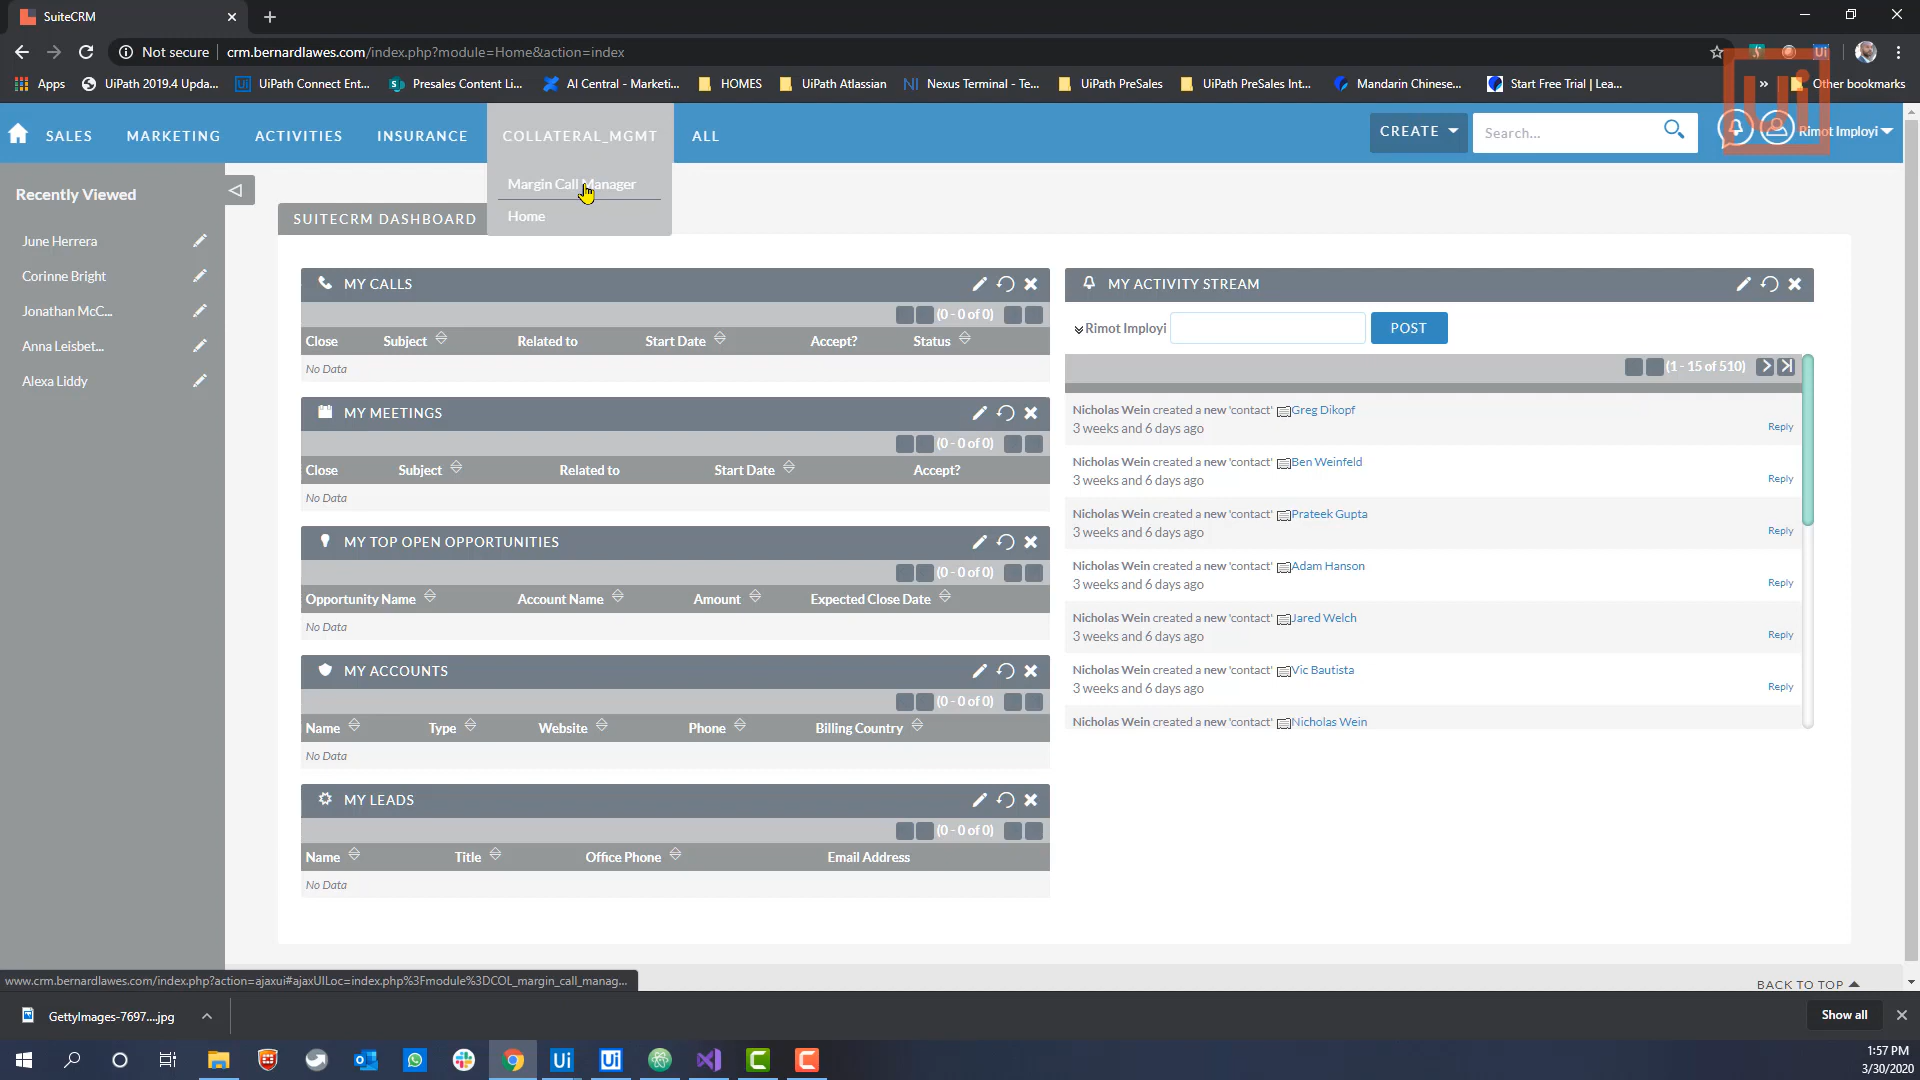 SuiteCRM
Not secure crm.bernardlawes.com/index.php?module=Home&action=index
Apps UiPath 2019.4 Upda... UiPath Connect Ent... Presales Content Li... AI Central - Marketi... HOMES UiPath Atlassian Nexus Terminal - Te... UiPath PreSales UiPath PreSales Int... Mandarin Chinese... Start Free Trial | Lea... » Other bookmarks
SALES MARKETING ACTIVITIES INSURANCE COLLATERAL_MGMT ALL CREATE Search... Rimot Imployi
Margin Call Manager
Home
Recently Viewed
June Herrera
Corinne Bright
Jonathan McC...
Anna Leisbet...
Alexa Liddy
SUITECRM DASHBOARD
MY CALLS
(0 - 0 of 0)
Close Subject Related to Start Date Accept? Status
No Data
MY MEETINGS
(0 - 0 of 0)
Close Subject Related to Start Date Accept?
No Data
MY TOP OPEN OPPORTUNITIES
(0 - 0 of 0)
Opportunity Name Account Name Amount Expected Close Date
No Data
MY ACCOUNTS
(0 - 0 of 0)
Name Type Website Phone Billing Country
No Data
MY LEADS
(0 - 0 of 0)
Name Title Office Phone Email Address
No Data
MY ACTIVITY STREAM
Rimot Imployi POST
(1 - 15 of 510)
Nicholas Wein created a new 'contact' Greg Dikopf
3 weeks and 6 days ago Reply
Nicholas Wein created a new 'contact' Ben Weinfeld
3 weeks and 6 days ago Reply
Nicholas Wein created a new 'contact' Prateek Gupta
3 weeks and 6 days ago Reply
Nicholas Wein created a new 'contact' Adam Hanson
3 weeks and 6 days ago Reply
Nicholas Wein created a new 'contact' Jared Welch
3 weeks and 6 days ago Reply
Nicholas Wein created a new 'contact' Vic Bautista
3 weeks and 6 days ago Reply
Nicholas Wein created a new 'contact' Nicholas Wein
www.crm.bernardlawes.com/index.php?action=ajaxui#ajaxUILoc=index.php%3Fmodule%3DCOL_margin_call_manag...
BACK TO TOP
GettyImages-7697....jpg Show all
Ui
1:57 PM
3/30/2020